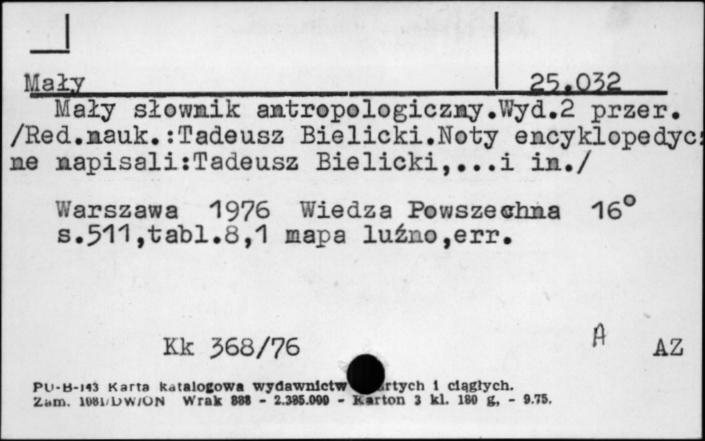 Mały 25.032
Mały słownik antropologiczny.Wyd.2 przer.
/Red.nauk.:Tadeusz Bielicki.Noty encyklopedycz
ne napisali:Tadeusz Bielicki,...i in./
Warszawa 1976 Wiedza Powszechna 16°
s.511,tabl.8,1 mapa luźno,err.
Kk 368/76 A AZ
PU-B-143 Karta katalogowa wydawnictw i ciągłych.
Zam. 1081/DW/ON Wrak 888 - 2.385.000 - Karton 3 kl. 180 g, - 9.75.